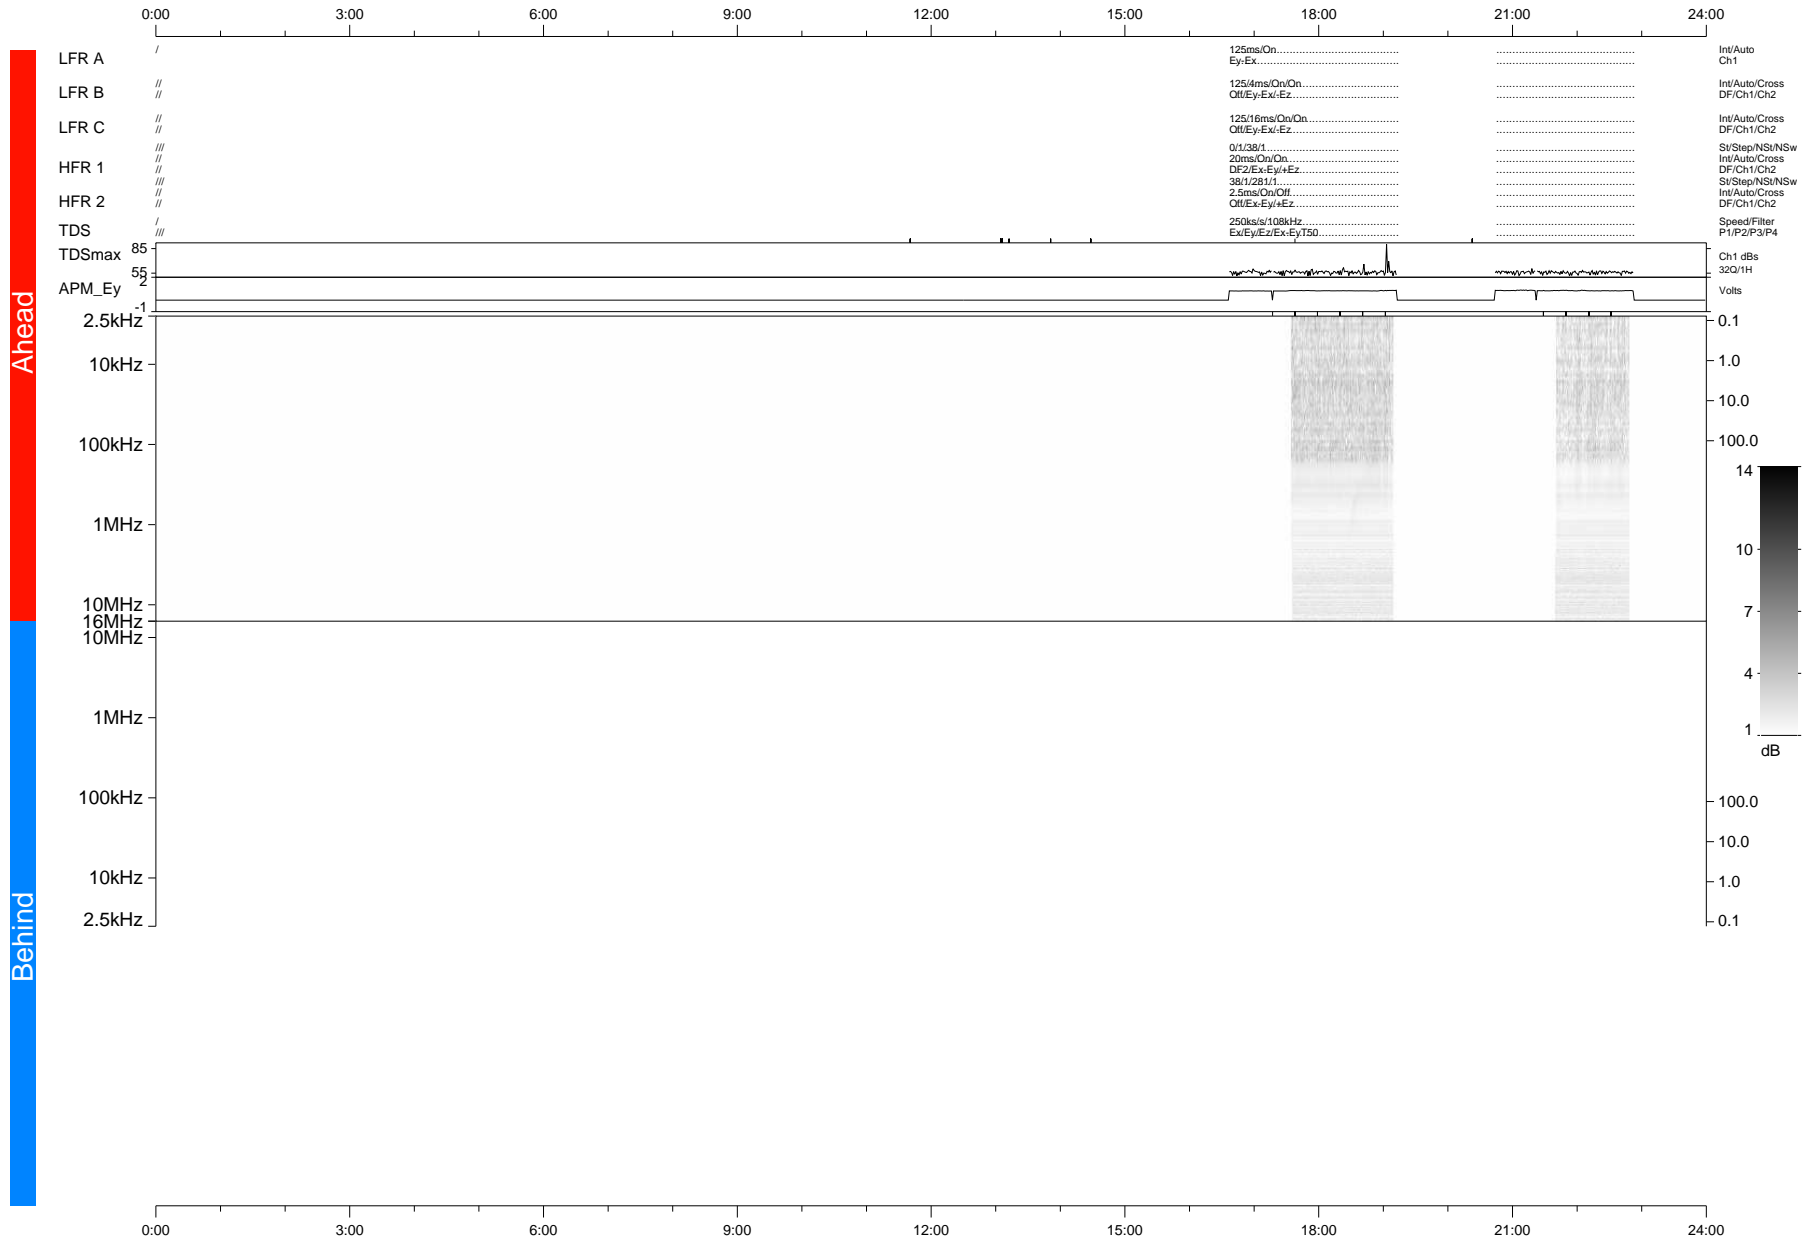 0:00 3:00 6:00 9:00 12:00 15:00 18:00 21:00 24:00
LFR A / 125ms/On Int/Auto
Ey-Ex Ch1
LFR B // 125/4ms/On/On Int/Auto/Cross
// Off/Ey-Ex/-Ez DF/Ch1/Ch2
LFR C // 125/16ms/On/On Int/Auto/Cross
// Off/Ey-Ex/-Ez DF/Ch1/Ch2
/// 0/1/38/1 St/Step/NSt/NSw
HFR 1 // 20ms/On/On Int/Auto/Cross
// DF2/Ex-Ey/+Ez DF/Ch1/Ch2
/// 38/1/281/1 St/Step/NSt/NSw
HFR 2 // 2.5ms/On/Off Int/Auto/Cross
// Off/Ex-Ey/+Ez DF/Ch1/Ch2
TDS / 250ks/s/108kHz Speed/Filter
/// Ex/Ey/Ez/Ex-EyT50 P1/P2/P3/P4
TDSmax 85 Ch1 dBs
55 32Q/1H
APM_Ey 2 Volts
-1
Ahead
2.5kHz 0.1
10kHz 1.0
10.0
100kHz 100.0
1MHz
10MHz
16MHz
14
10
7
4
1
dB
Behind
10MHz
1MHz
100kHz 100.0
10.0
10kHz 1.0
2.5kHz 0.1
0:00 3:00 6:00 9:00 12:00 15:00 18:00 21:00 24:00